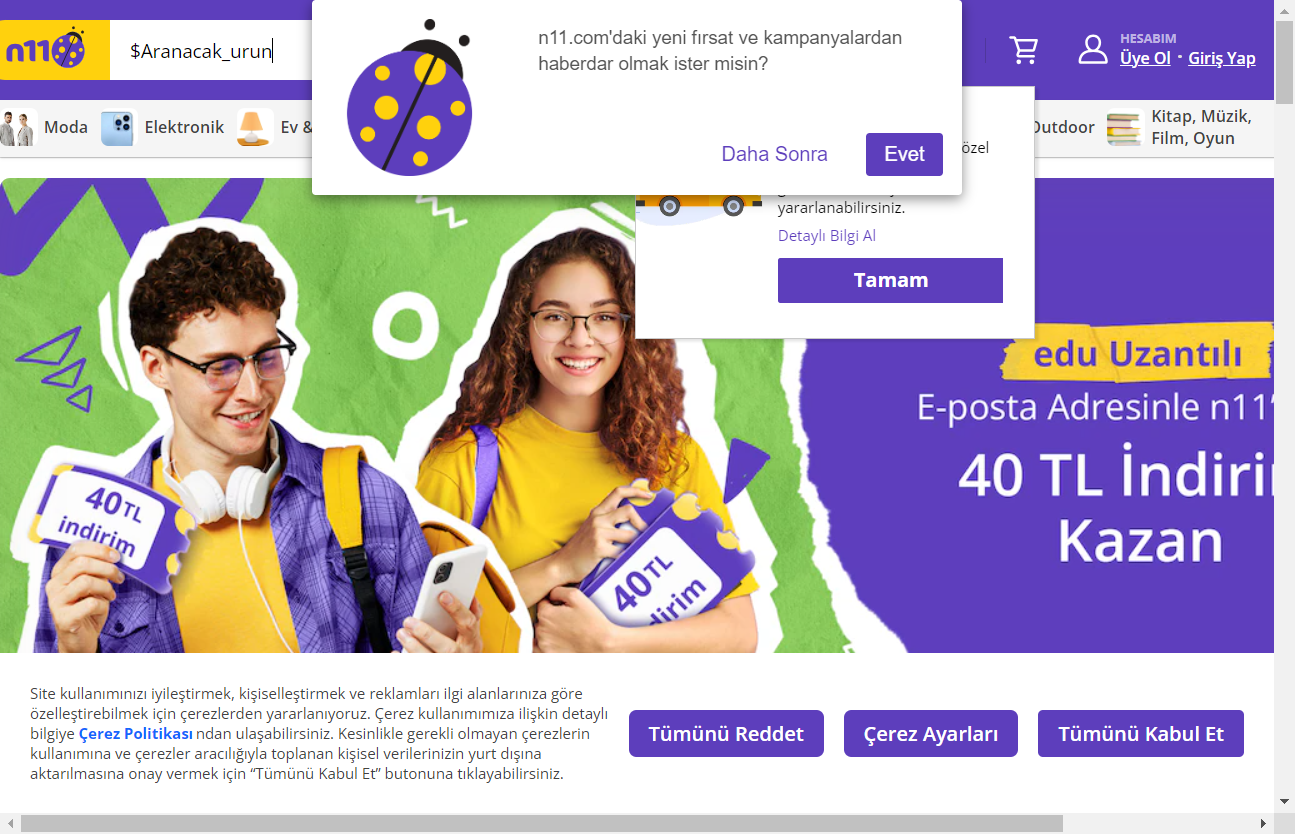 n11
$Aranacak_urun
n11.com'daki yeni fırsat ve kampanyalardan
haberdar olmak ister misin?
Daha Sonra
Evet
HESABIM
Üye Ol · Giriş Yap
Moda
Elektronik
Ev &
özel
Outdoor
Kitap, Müzik,
Film, Oyun
yararlanabilirsiniz.
Detaylı Bilgi Al
Tamam
edu Uzantılı
E-posta Adresinle n11'
40 TL İndirim
Kazan
40 TL
indirim
40 TL
indirim
Site kullanımınızı iyileştirmek, kişiselleştirmek ve reklamları ilgi alanlarınıza göre
özelleştirebilmek için çerezlerden yararlanıyoruz. Çerez kullanımımıza ilişkin detaylı
bilgiye Çerez Politikası ndan ulaşabilirsiniz. Kesinlikle gerekli olmayan çerezlerin
kullanımına ve çerezler aracılığıyla toplanan kişisel verilerinizin yurt dışına
aktarılmasına onay vermek için “Tümünü Kabul Et” butonuna tıklayabilirsiniz.
Tümünü Reddet
Çerez Ayarları
Tümünü Kabul Et